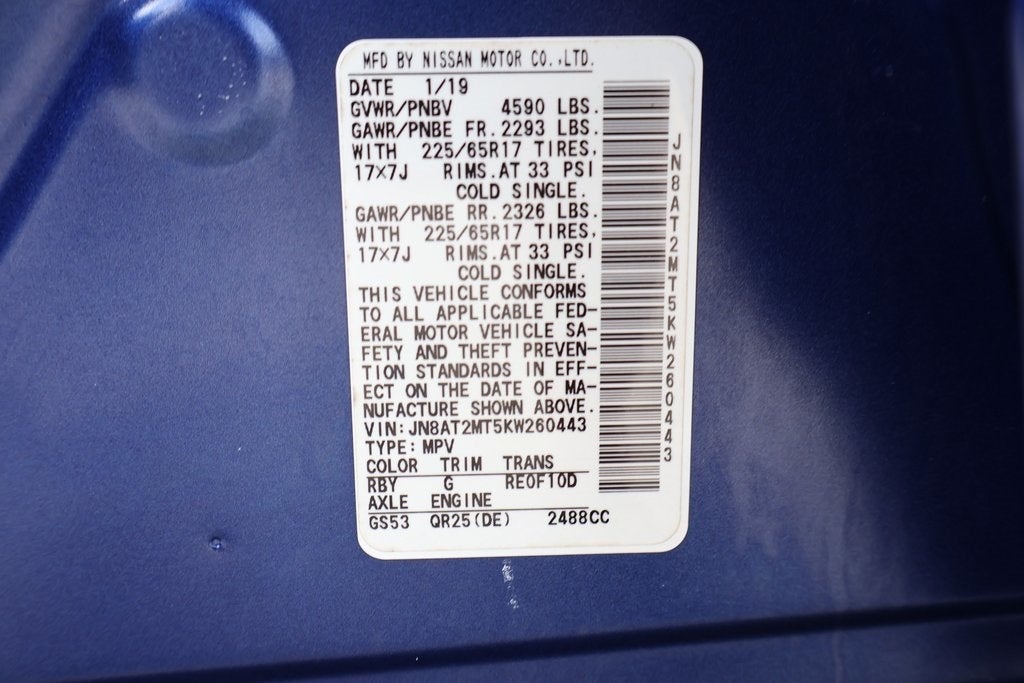 MFD BY NISSAN MOTOR CO.,LTD.
DATE 1/19
GVWR/PNBV 4590 LBS.
GAWR/PNBE FR.2293 LBS.
WITH 225/65R17 TIRES,
17×7J RIMS.AT 33 PSI
COLD SINGLE.
GAWR/PNBE RR.2326 LBS.
WITH 225/65R17 TIRES,
17×7J RIMS.AT 33 PSI
COLD SINGLE.
THIS VEHICLE CONFORMS
TO ALL APPLICABLE FED-
ERAL MOTOR VEHICLE SA-
FETY AND THEFT PREVEN-
TION STANDARDS IN EFF-
ECT ON THE DATE OF MA-
NUFACTURE SHOWN ABOVE.
VIN:JN8AT2MT5KW260443
TYPE:MPV
COLOR TRIM TRANS
RBY G RE0F10D
AXLE ENGINE
GS53 QR25(DE) 2488CC
JN8AT2MT5KW260443